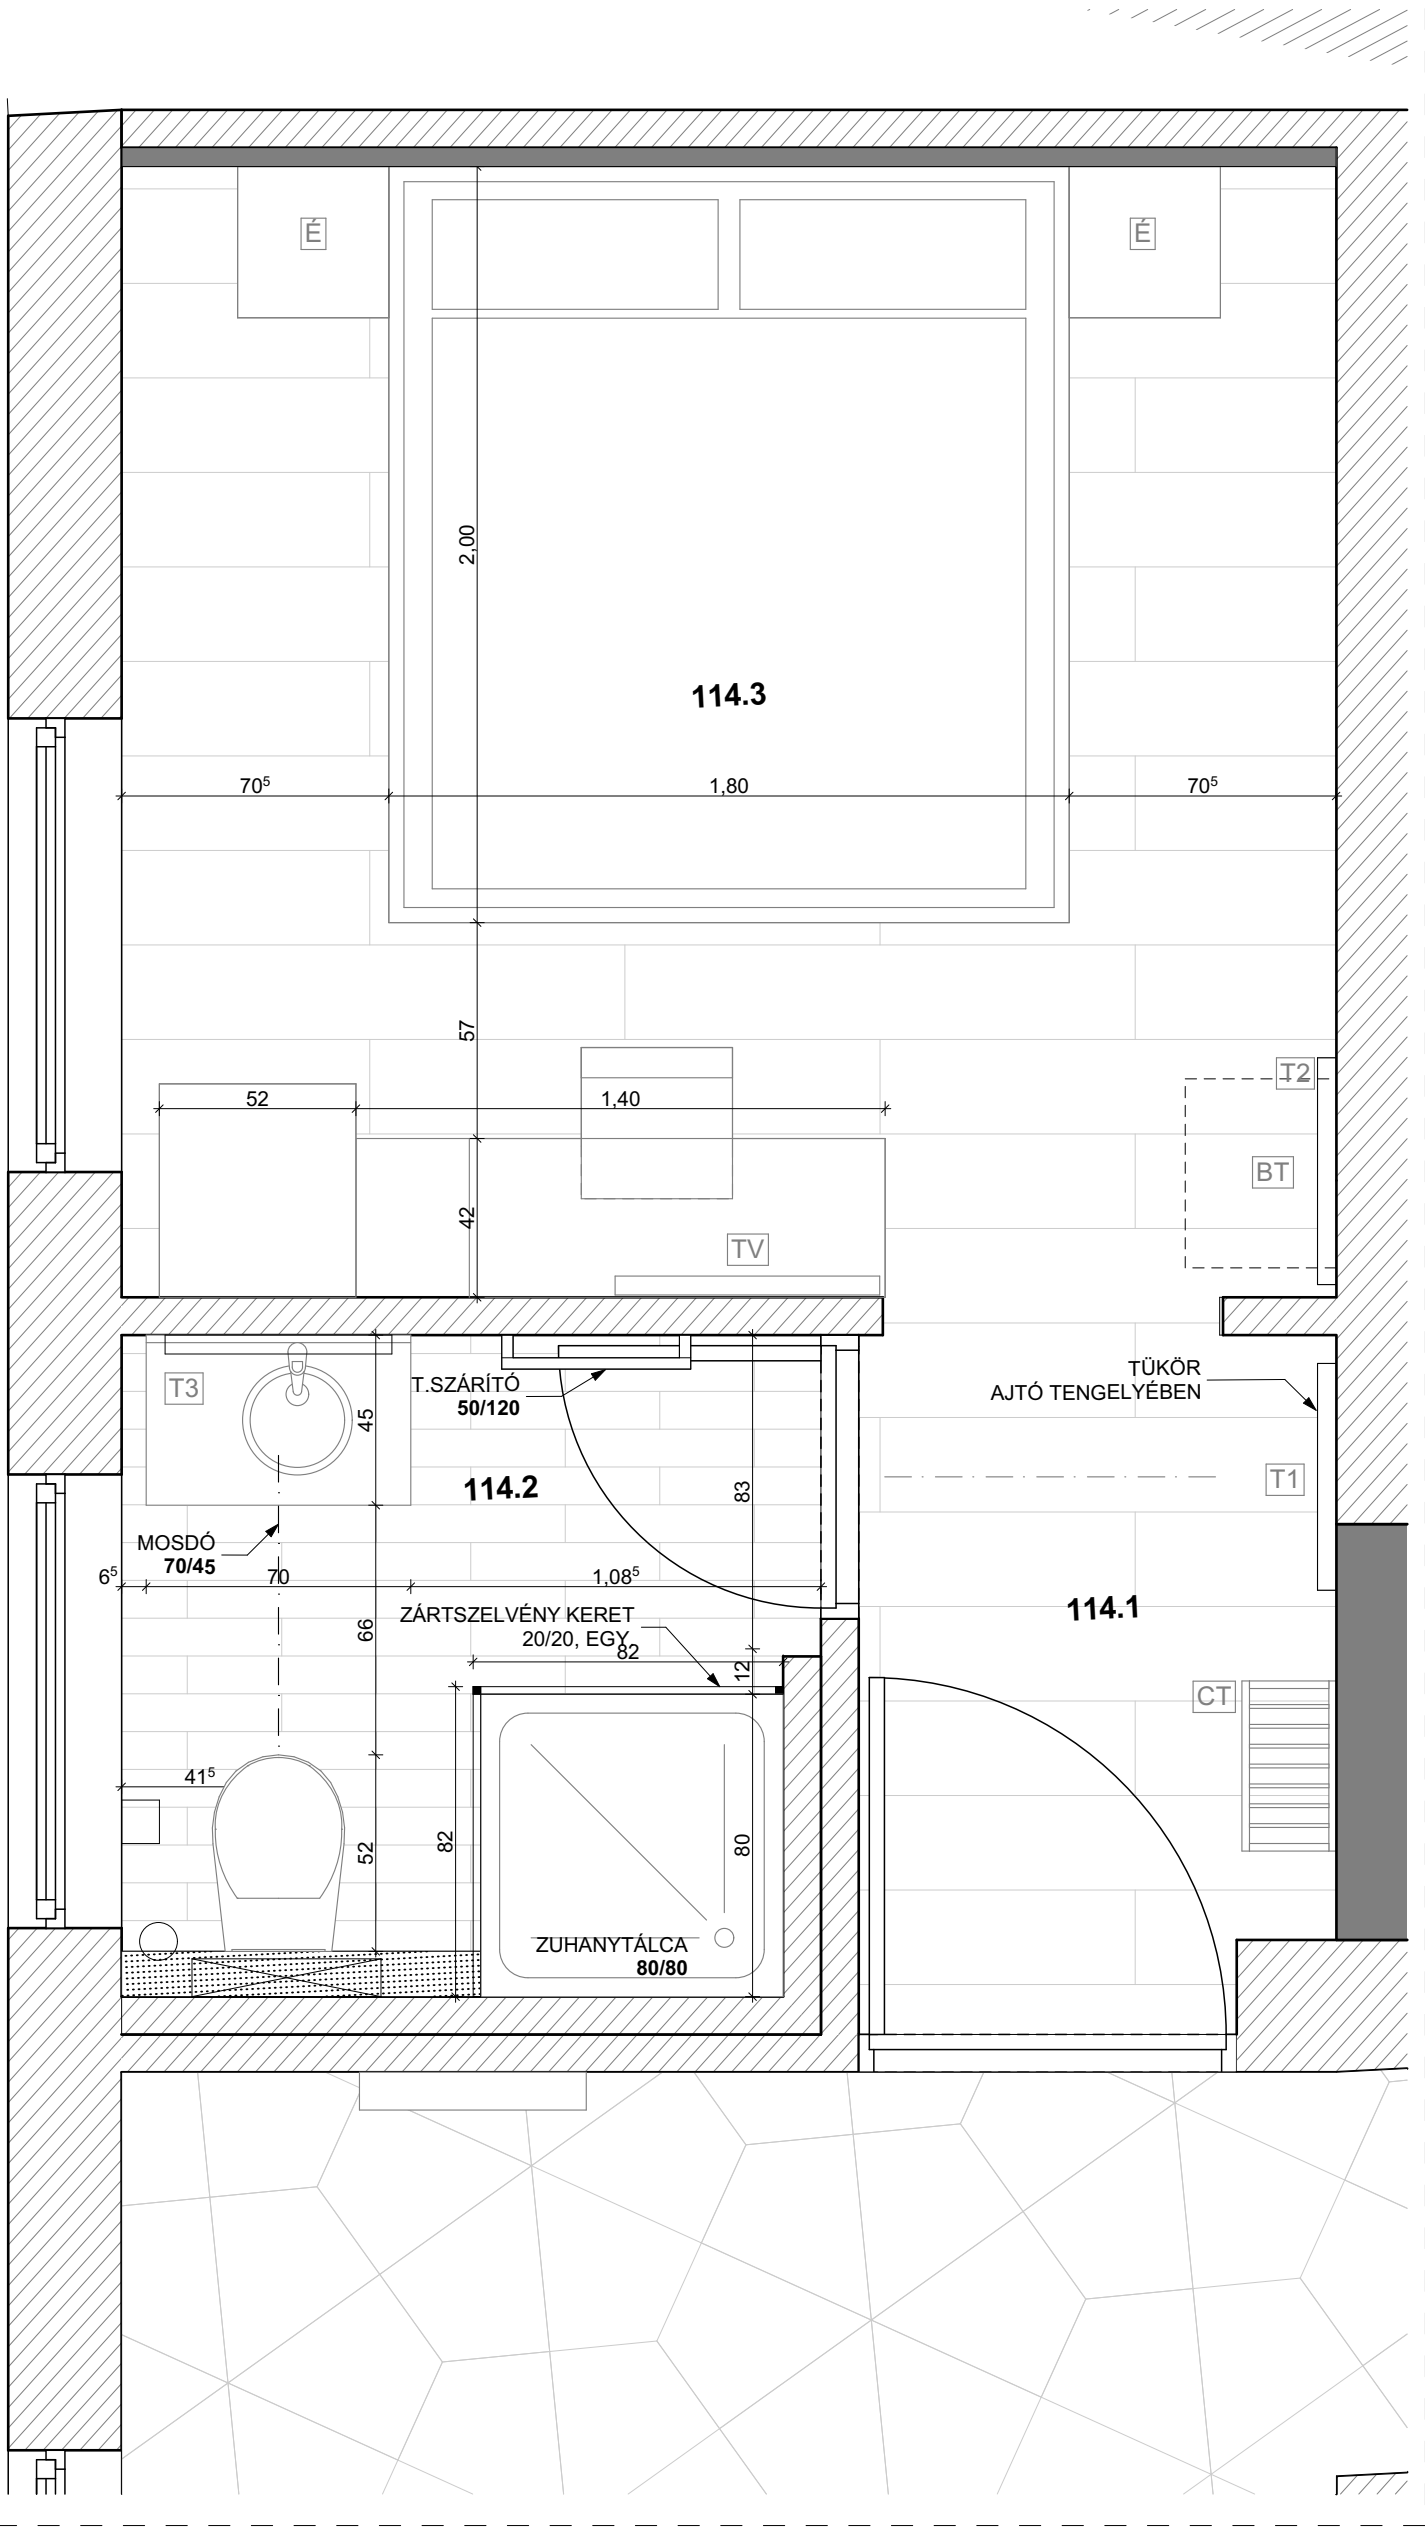 É
É
2,00
114.3
70⁵
1,80
70⁵
57
T2
52
1,40
BT
42
TV
T3
T.SZÁRÍTÓ
50/120
TÜKÖR
AJTÓ TENGELYÉBEN
45
114.2
83
T1
MOSDÓ
70/45
6⁵
70
1,08⁵
ZÁRTSZELVÉNY KERET
20/20, EGY
82
114.1
66
12
CT
41⁵
52
82
80
ZUHANYTÁLCA
80/80